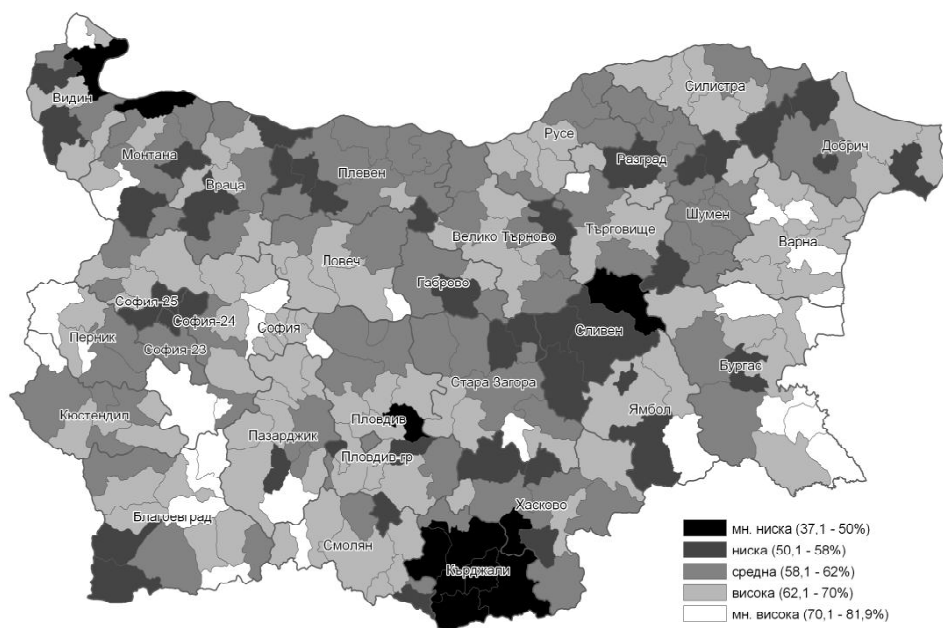 Силистра
Видин
Русе
Добрич
Монтана
Разград
Плевен
Враца
Шумен
Велико Търново
Търговище
Варна
Ловеч
Габрово
София-25
София-24
София
Сливен
Перник
София-23
Бургас
Стара Загора
Кюстендил
Пловдив
Ямбол
Пазарджик
Пловдив-гр
Хасково
Благоевград
Смолян
Кърджали
мн. ниска (37,1 - 50%)
ниска (50,1 - 58%)
средна (58,1 - 62%)
висока (62,1 - 70%)
мн. висока (70,1 - 81,9%)